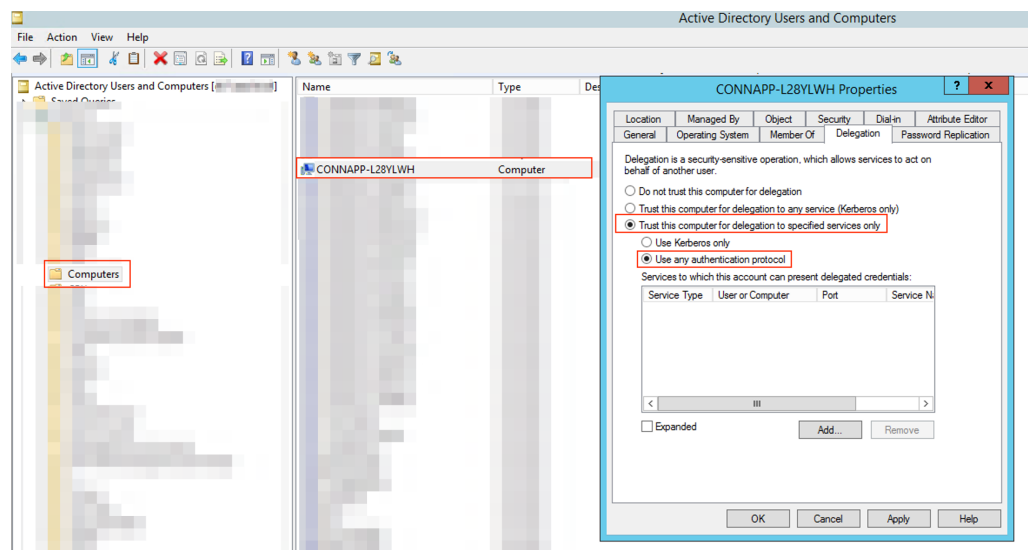 Active Directory Users and Computers
File Action View Help
Active Directory Users and Computers [ ]
Saved Queries
Computers
Name Type Des
CONNAPP-L28YLWH Computer
CONNAPP-L28YLWH Properties
? x
Location Managed By Object Security Dial-in Attribute Editor
General Operating System Member Of Delegation Password Replication
Delegation is a security-sensitive operation, which allows services to act on
behalf of another user.
Do not trust this computer for delegation
Trust this computer for delegation to any service (Kerberos only)
Trust this computer for delegation to specified services only
Use Kerberos only
Use any authentication protocol
Services to which this account can present delegated credentials:
Service Type User or Computer Port Service N
Expanded Add... Remove
OK Cancel Apply Help